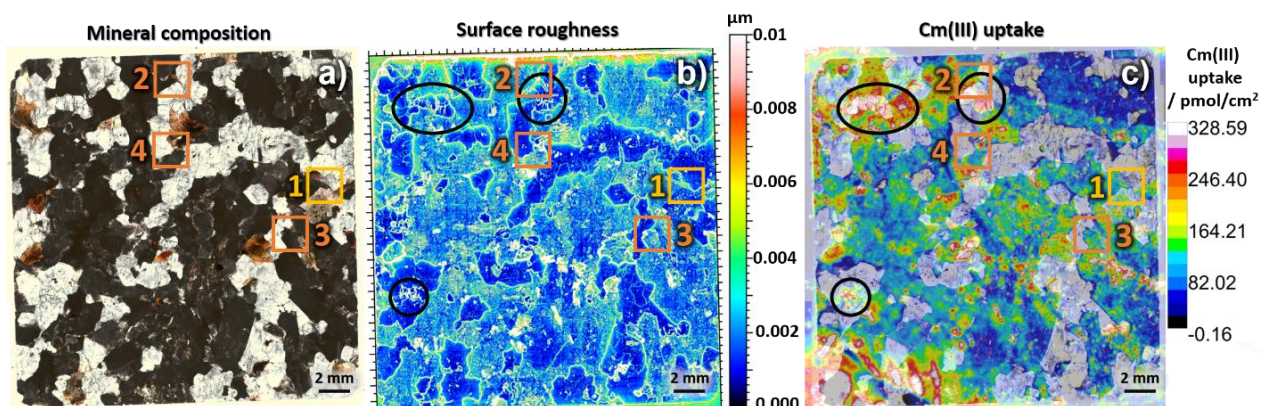 Mineral composition
Surface roughness
Cm(III) uptake
a)
2
4
1
3
2 mm
b)
2
4
1
3
2 mm
µm
0.01
0.008
0.006
0.004
0.002
0.000
c)
2
4
1
3
2 mm
Cm(III)
uptake
/ pmol/cm²
328.59
246.40
164.21
82.02
-0.16